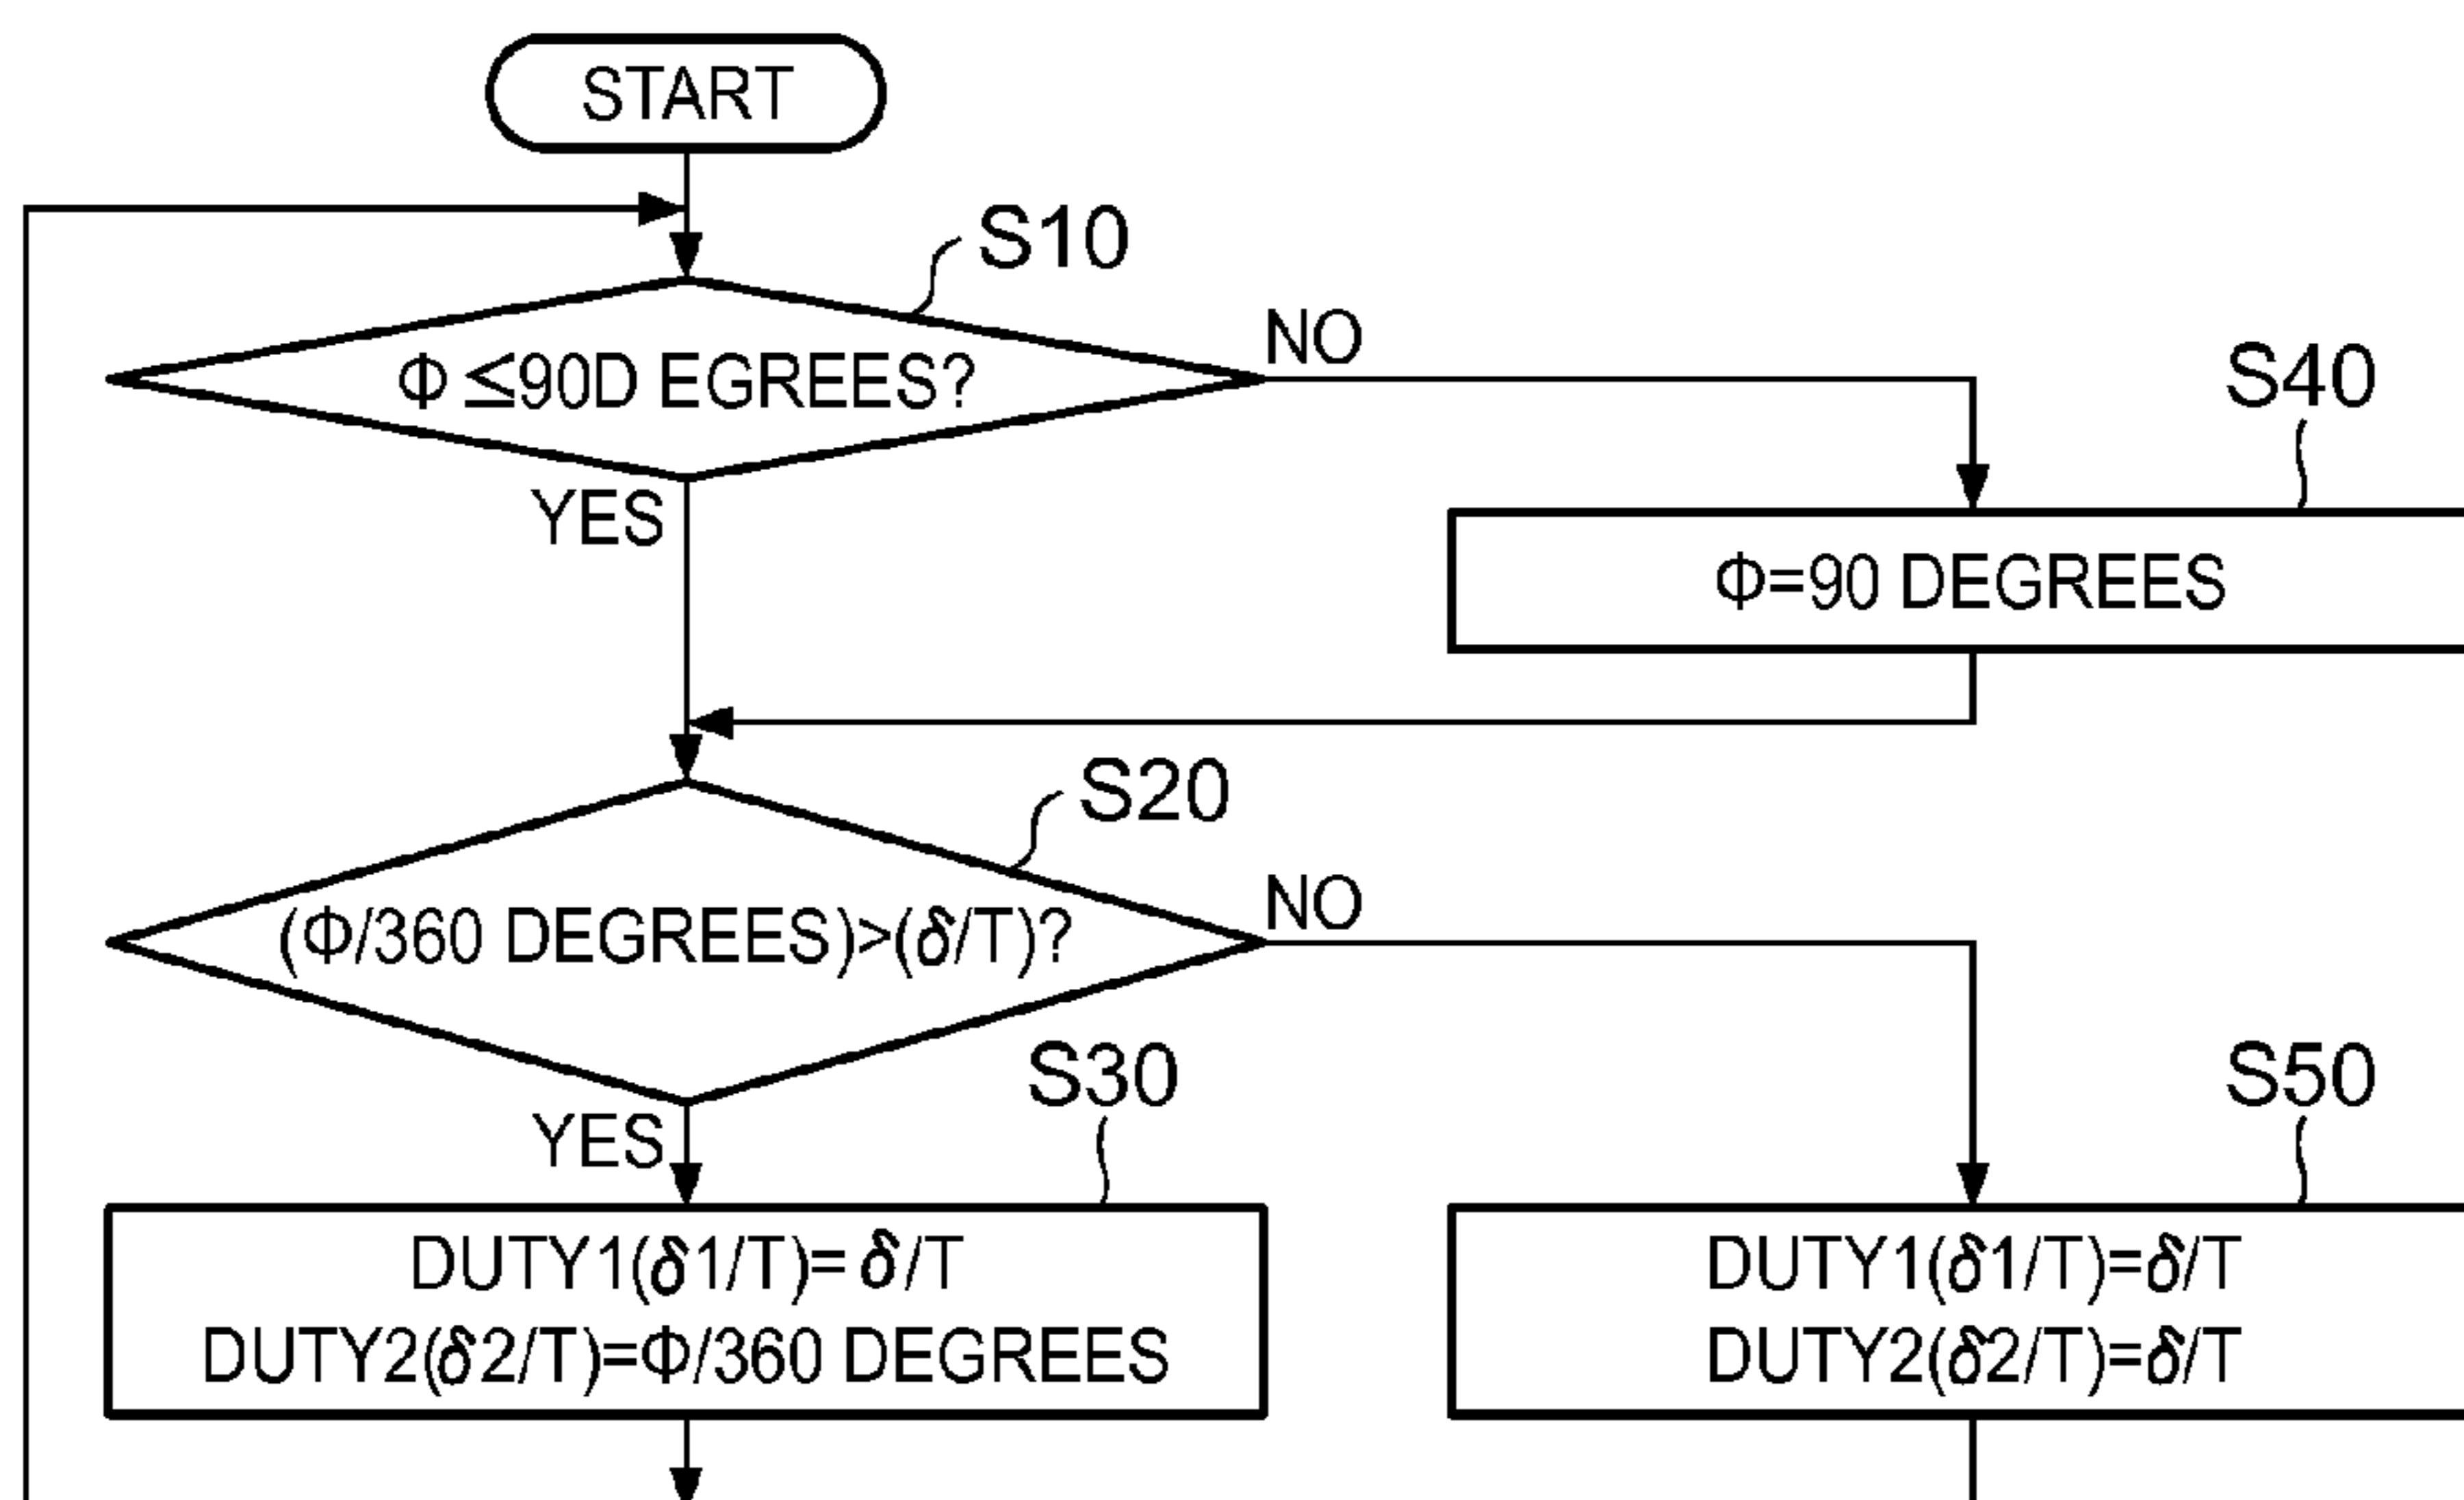 START
S10
Φ ≤90D EGREES?
NO
YES
S40
Φ=90 DEGREES
S20
(Φ/360 DEGREES)>(δ/T)?
NO
YES
S30
DUTY1(δ1/T)= δ/T
DUTY2(δ2/T)=Φ/360 DEGREES
S50
DUTY1(δ1/T)=δ/T
DUTY2(δ2/T)=δ/T